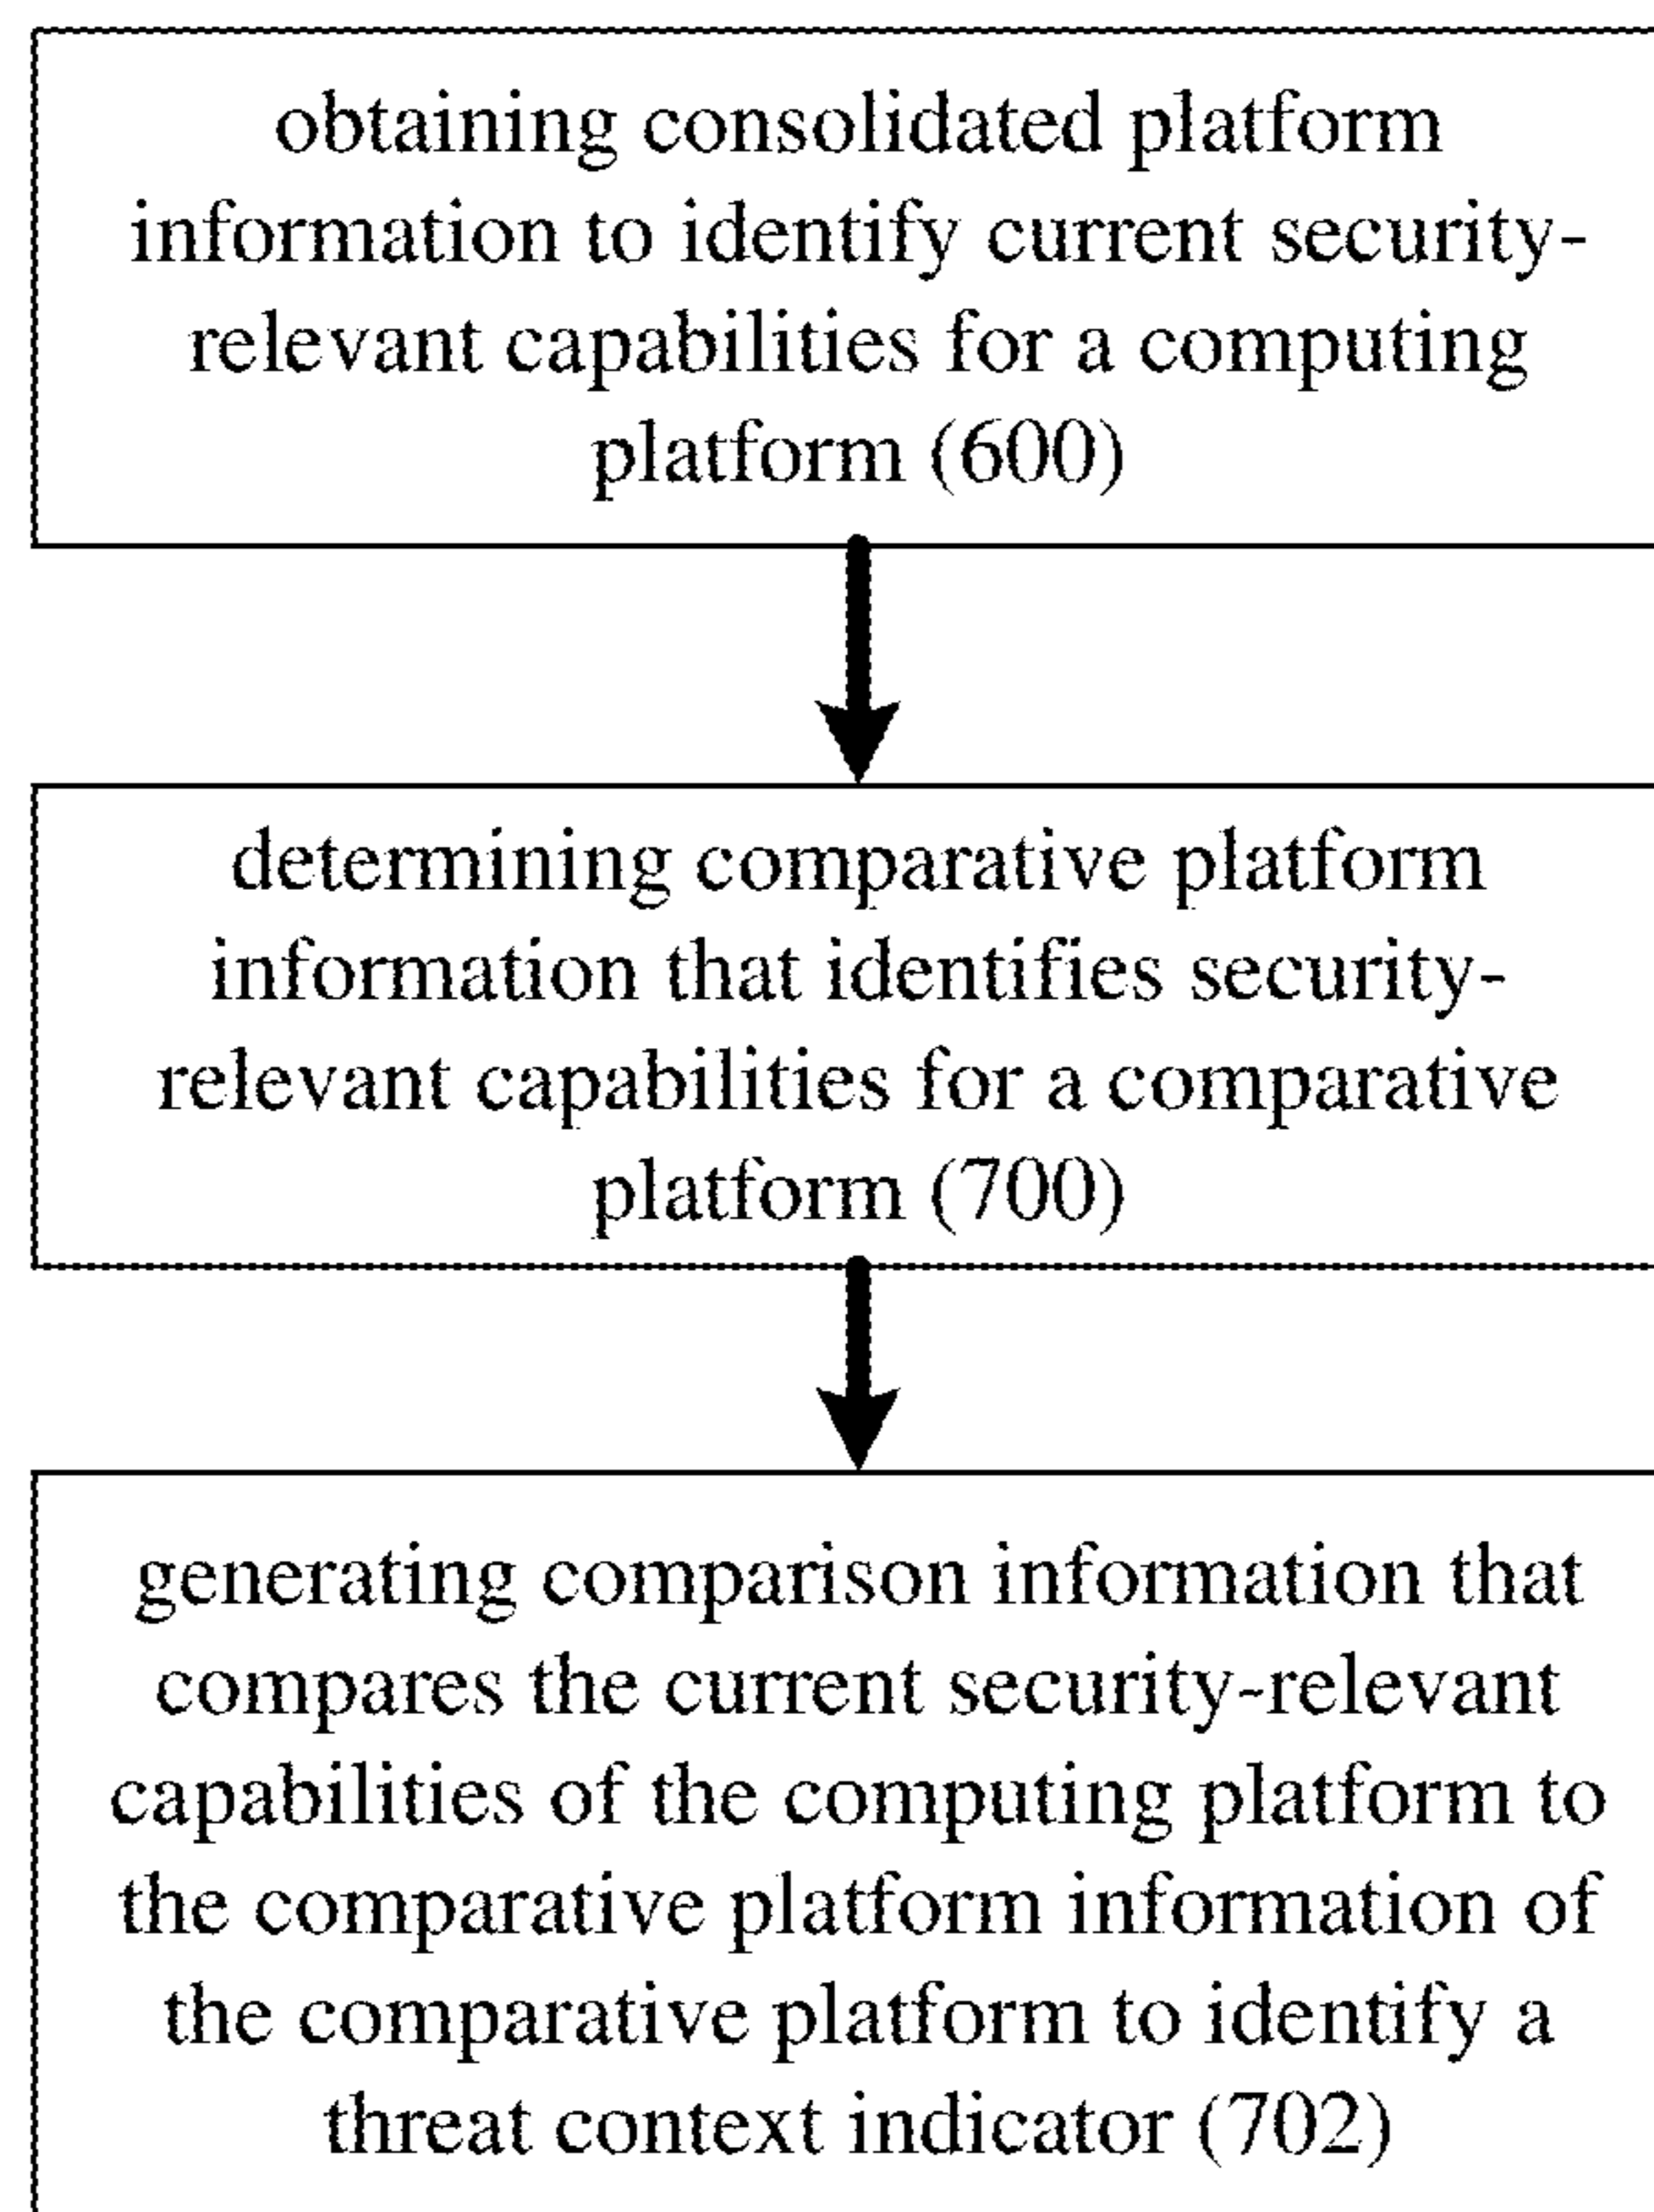 obtaining consolidated platform
information to identify current security-
relevant capabilities for a computing
platform (600)
determining comparative platform
information that identifies security-
relevant capabilities for a comparative
platform (700)
generating comparison information that
compares the current security-relevant
capabilities of the computing platform to
the comparative platform information of
the comparative platform to identify a
threat context indicator (702)